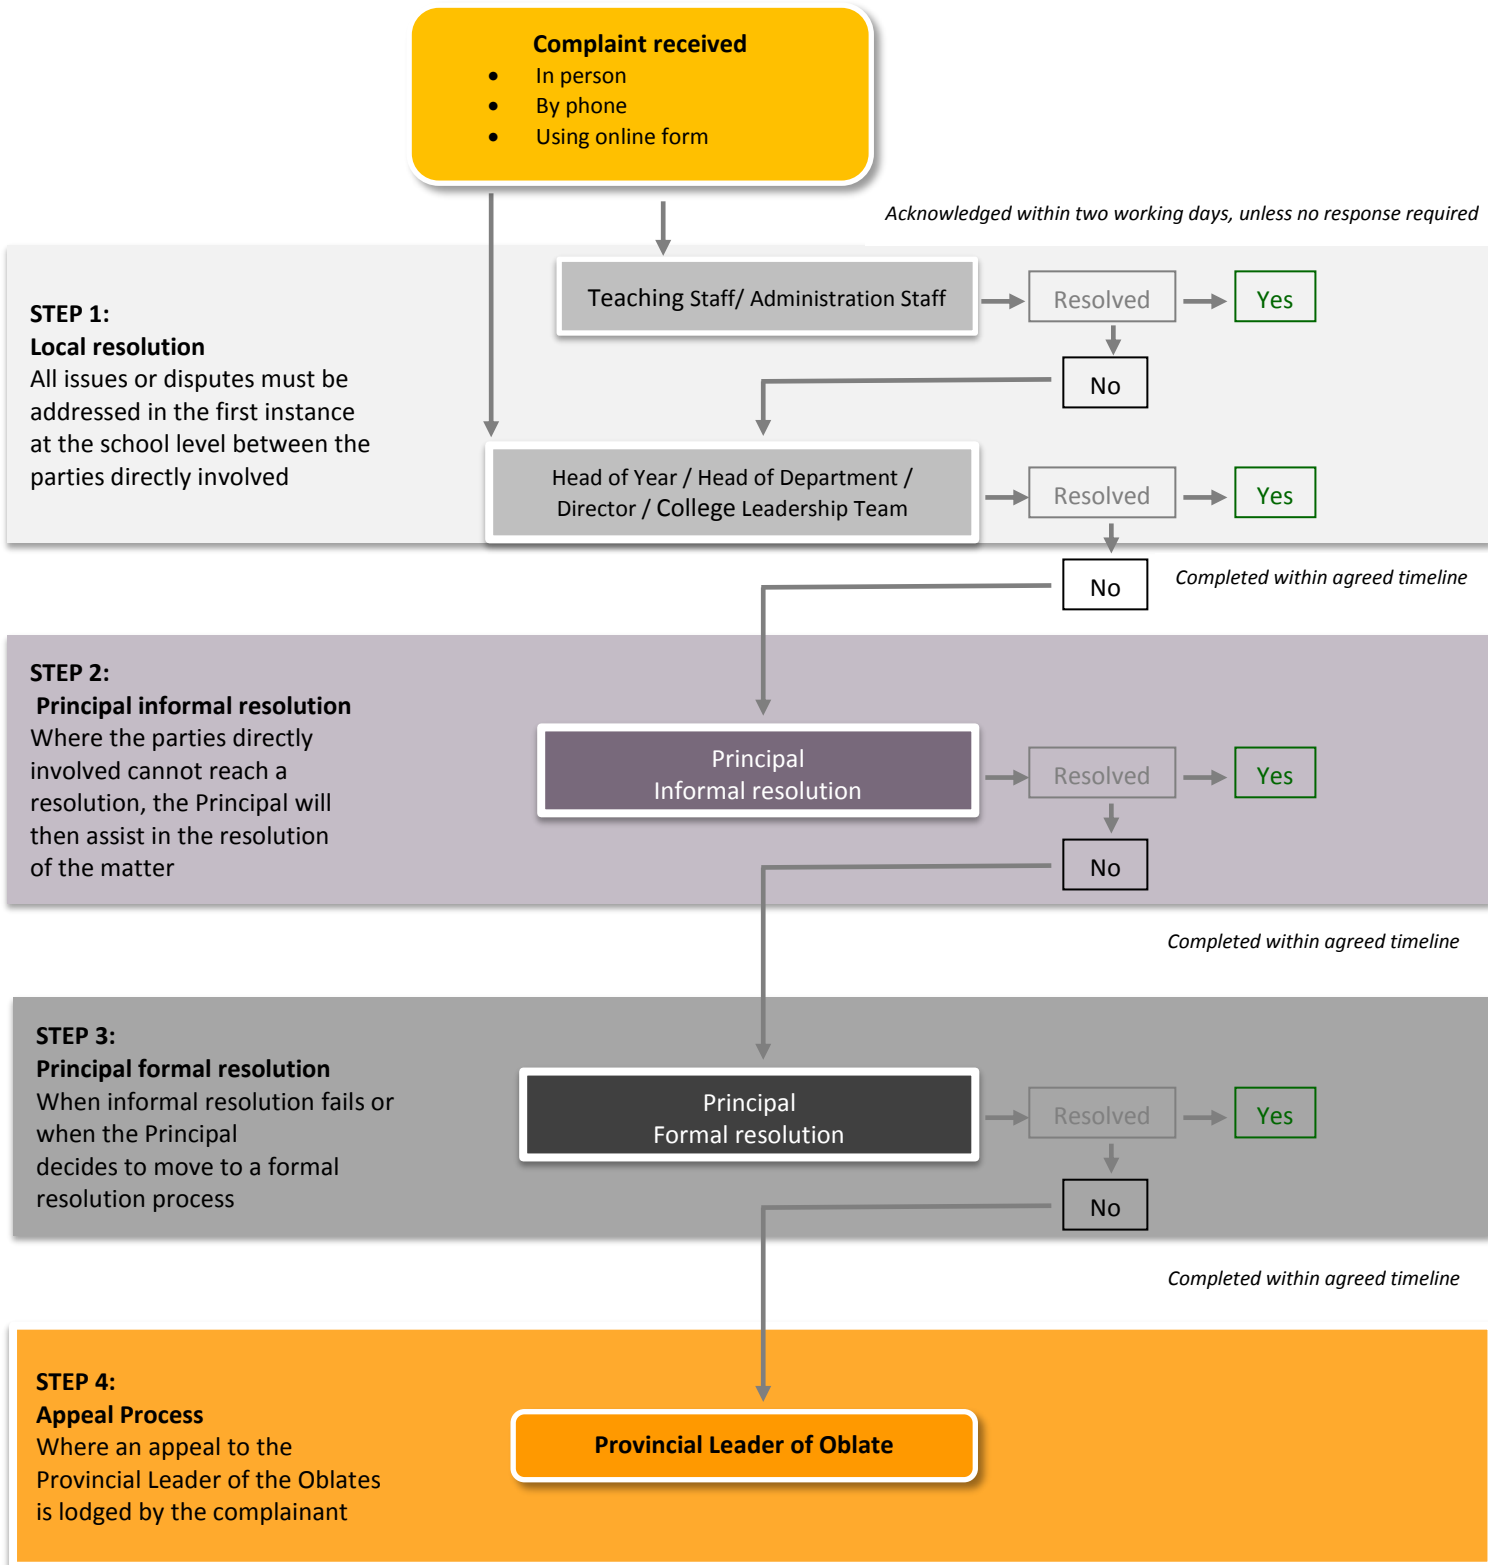 Complaint received
• In person
• By phone
• Using online form
Acknowledged within two working days, unless no response required
STEP 1:
Local resolution
All issues or disputes must be
addressed in the first instance
at the school level between the
parties directly involved
Teaching Staff/ Administration Staff
Resolved
Yes
No
Head of Year / Head of Department /
Director / College Leadership Team
Resolved
Yes
No
Completed within agreed timeline
STEP 2:
Principal informal resolution
Where the parties directly
involved cannot reach a
resolution, the Principal will
then assist in the resolution
of the matter
Principal
Informal resolution
Resolved
Yes
No
Completed within agreed timeline
STEP 3:
Principal formal resolution
When informal resolution fails or
when the Principal
decides to move to a formal
resolution process
Principal
Formal resolution
Resolved
Yes
No
Completed within agreed timeline
STEP 4:
Appeal Process
Where an appeal to the
Provincial Leader of the Oblates
is lodged by the complainant
Provincial Leader of Oblate